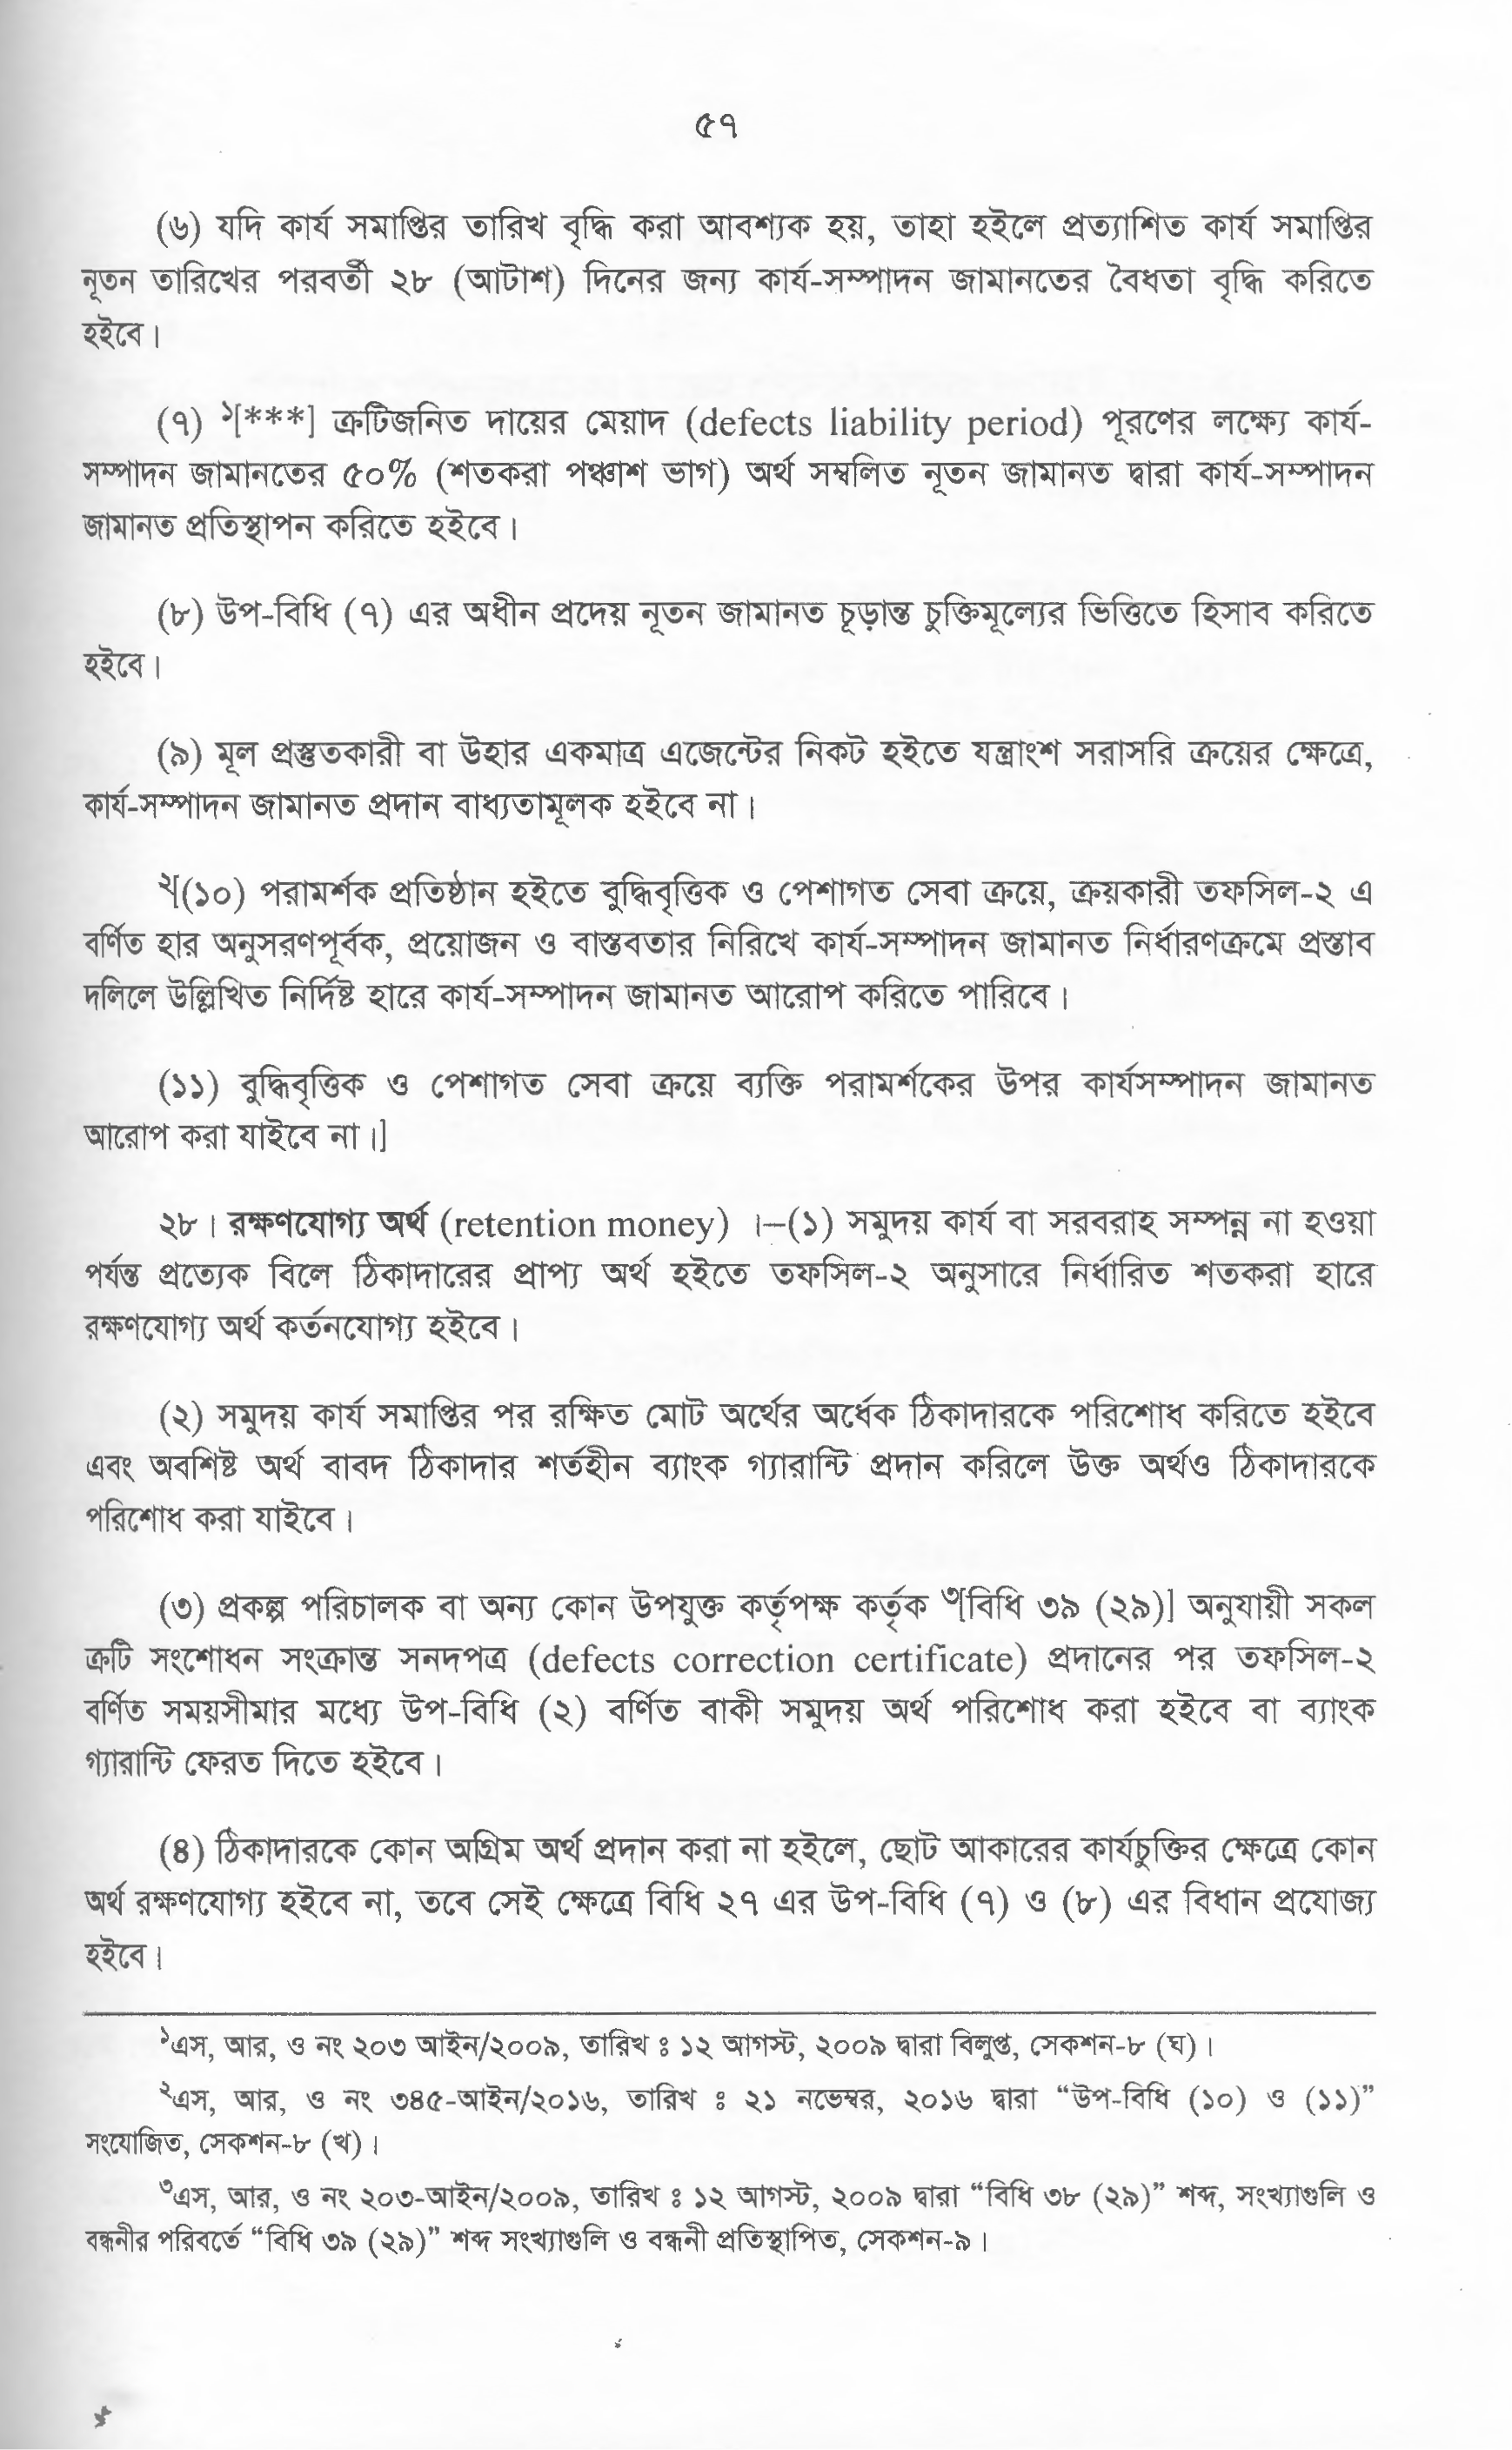 ৫৭
(৬) যদি কার্য সমাপ্তির তারিখ বৃদ্ধি করা আবশ্যক হয়, তাহা হইলে প্রত্যাশিত কার্য সমাপ্তির
নূতন তারিখের পরবর্তী ২৮ (আটাশ) দিনের জন্য কার্য-সম্পাদন জামানতের বৈধতা বৃদ্ধি করিতে
হইবে।
(৭) ১[***] ত্রুটিজনিত দায়ের মেয়াদ (defects liability period) পূরণের লক্ষ্যে কার্য-
সম্পাদন জামানতের ৫০% (শতকরা পঞ্চাশ ভাগ) অর্থ সম্বলিত নূতন জামানত দ্বারা কার্য-সম্পাদন
জামানত প্রতিস্থাপন করিতে হইবে।
(৮) উপ-বিধি (৭) এর অধীন প্রদেয় নূতন জামানত চূড়ান্ত চুক্তিমূল্যের ভিত্তিতে হিসাব করিতে
হইবে।
(৯) মূল প্রস্তুতকারী বা উহার একমাত্র এজেন্টের নিকট হইতে যন্ত্রাংশ সরাসরি ক্রয়ের ক্ষেত্রে,
কার্য-সম্পাদন জামানত প্রদান বাধ্যতামূলক হইবে না।
২[(১০) পরামর্শক প্রতিষ্ঠান হইতে বুদ্ধিবৃত্তিক ও পেশাগত সেবা ক্রয়ে, ক্রয়কারী তফসিল-২ এ
বর্ণিত হার অনুসরণপূর্বক, প্রয়োজন ও বাস্তবতার নিরিখে কার্য-সম্পাদন জামানত নির্ধারণক্রমে প্রস্তাব
দলিলে উল্লিখিত নির্দিষ্ট হারে কার্য-সম্পাদন জামানত আরোপ করিতে পারিবে।
(১১) বুদ্ধিবৃত্তিক ও পেশাগত সেবা ক্রয়ে ব্যক্তি পরামর্শকের উপর কার্যসম্পাদন জামানত
আরোপ করা যাইবে না।]
২৮। রক্ষণযোগ্য অর্থ (retention money) ।–(১) সমুদয় কার্য বা সরবরাহ সম্পন্ন না হওয়া
পর্যন্ত প্রত্যেক বিলে ঠিকাদারের প্রাপ্য অর্থ হইতে তফসিল-২ অনুসারে নির্ধারিত শতকরা হারে
রক্ষণযোগ্য অর্থ কর্তনযোগ্য হইবে।
(২) সমুদয় কার্য সমাপ্তির পর রক্ষিত মোট অর্থের অর্ধেক ঠিকাদারকে পরিশোধ করিতে হইবে
এবং অবশিষ্ট অর্থ বাবদ ঠিকাদার শর্তহীন ব্যাংক গ্যারান্টি প্রদান করিলে উক্ত অর্থও ঠিকাদারকে
পরিশোধ করা যাইবে।
(৩) প্রকল্প পরিচালক বা অন্য কোন উপযুক্ত কর্তৃপক্ষ কর্তৃক ৩[বিধি ৩৯ (২৯)] অনুযায়ী সকল
ত্রুটি সংশোধন সংক্রান্ত সনদপত্র (defects correction certificate) প্রদানের পর তফসিল-২
বর্ণিত সময়সীমার মধ্যে উপ-বিধি (২) বর্ণিত বাকী সমুদয় অর্থ পরিশোধ করা হইবে বা ব্যাংক
গ্যারান্টি ফেরত দিতে হইবে।
(৪) ঠিকাদারকে কোন অগ্রিম অর্থ প্রদান করা না হইলে, ছোট আকারের কার্যচুক্তির ক্ষেত্রে কোন
অর্থ রক্ষণযোগ্য হইবে না, তবে সেই ক্ষেত্রে বিধি ২৭ এর উপ-বিধি (৭) ও (৮) এর বিধান প্রযোজ্য
হইবে।
১এস, আর, ও নং ২০৩ আইন/২০০৯, তারিখ ঃ ১২ আগস্ট, ২০০৯ দ্বারা বিলুপ্ত, সেকশন-৮ (ঘ)।
২এস, আর, ও নং ৩৪৫-আইন/২০১৬, তারিখ ঃ ২১ নভেম্বর, ২০১৬ দ্বারা “উপ-বিধি (১০) ও (১১)”
সংযোজিত, সেকশন-৮ (খ)।
৩এস, আর, ও নং ২০৩-আইন/২০০৯, তারিখ ঃ ১২ আগস্ট, ২০০৯ দ্বারা “বিধি ৩৮ (২৯)” শব্দ, সংখ্যাগুলি ও
বন্ধনীর পরিবর্তে “বিধি ৩৯ (২৯)” শব্দ সংখ্যাগুলি ও বন্ধনী প্রতিস্থাপিত, সেকশন-৯।